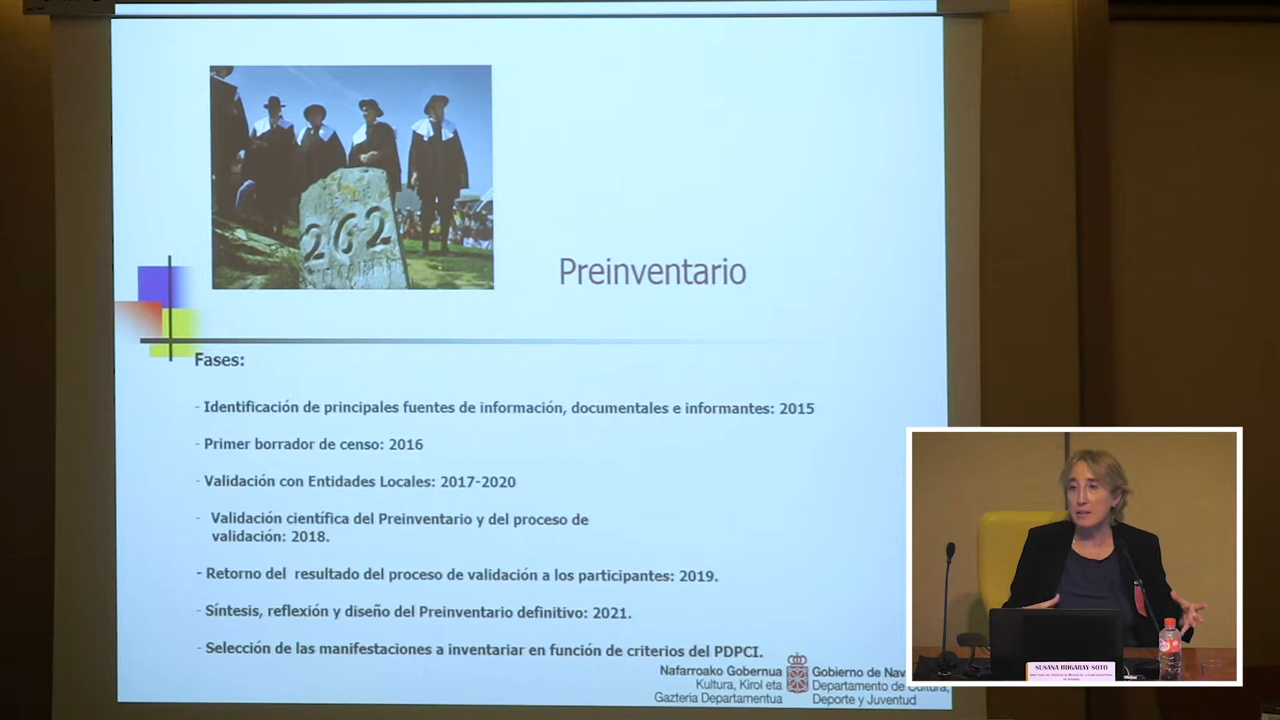 262
Preinventario
Fases:
- Identificación de principales fuentes de información, documentales e informantes: 2015
- Primer borrador de censo: 2016
- Validación con Entidades Locales: 2017-2020
- Validación científica del Preinventario y del proceso de
validación: 2018.
- Retorno del resultado del proceso de validación a los participantes: 2019.
- Síntesis, reflexión y diseño del Preinventario definitivo: 2021.
- Selección de las manifestaciones a inventariar en función de criterios del PDPCI.
Nafarroako Gobernua
Kultura, Kirol eta
Gazteria Departamentua
Gobierno de Nav
Departamento de Cultura,
Deporte y Juventud
SUSANA IRIGARAY SOTO